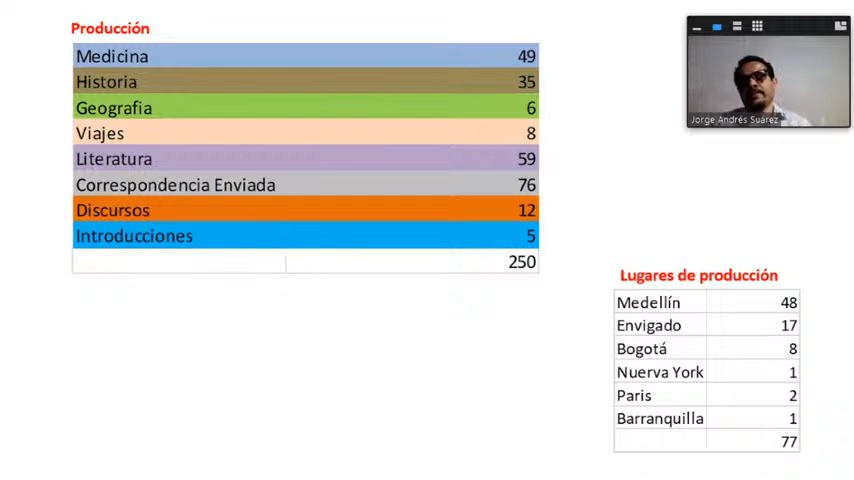 Producción
Medicina 49
Historia 35
Geografia 6
Viajes 8
Literatura 59
Correspondencia Enviada 76
Discursos 12
Introducciones 5
250
Jorge Andrés Suárez
Lugares de producción
Medellín 48
Envigado 17
Bogotá 8
Nuerva York 1
Paris 2
Barranquilla 1
77